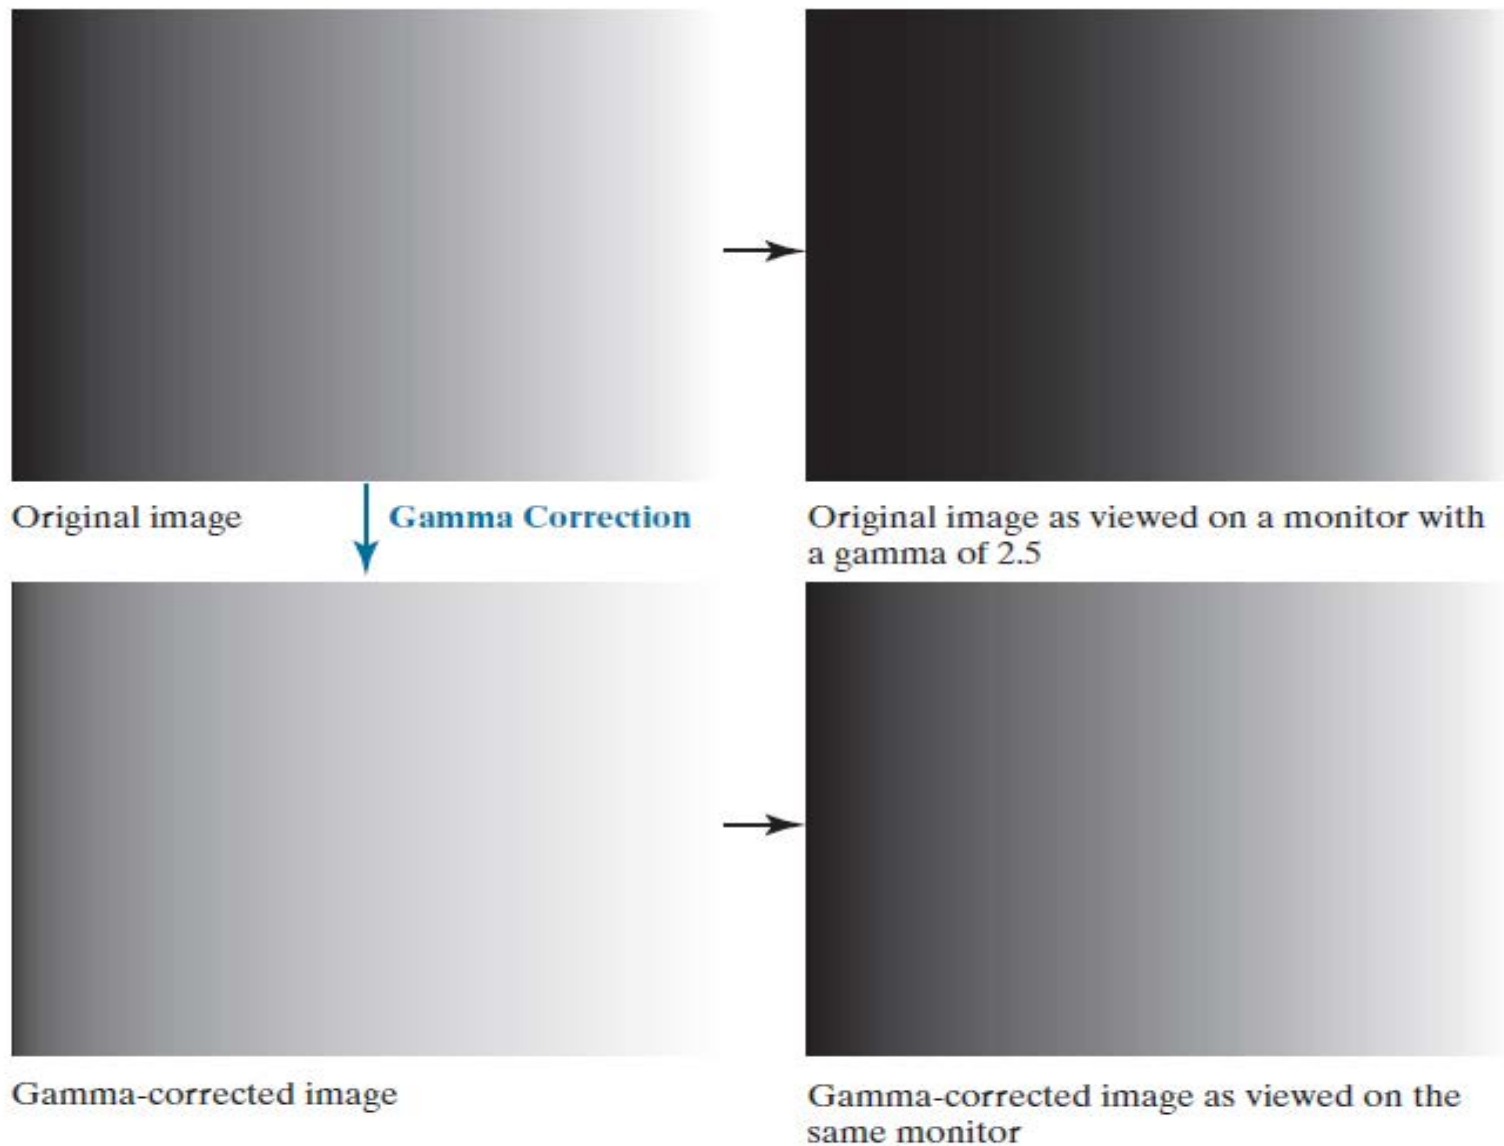 Original image
Gamma Correction
Original image as viewed on a monitor with
a gamma of 2.5
Gamma-corrected image
Gamma-corrected image as viewed on the
same monitor